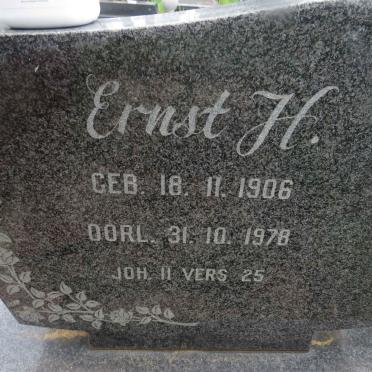 Ernst H.
GEB. 18. 11. 1906
OORL. 31. 10. 1978
JOH. 11 VERS 25